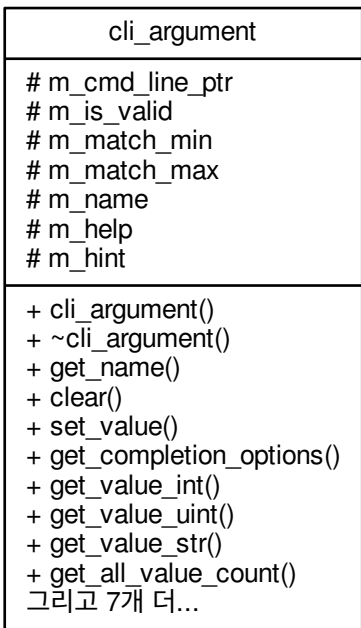 cli_argument
# m_cmd_line_ptr
# m_is_valid
# m_match_min
# m_match_max
# m_name
# m_help
# m_hint
+ cli_argument()
+ ~cli_argument()
+ get_name()
+ clear()
+ set_value()
+ get_completion_options()
+ get_value_int()
+ get_value_uint()
+ get_value_str()
+ get_all_value_count()
그리고 7개 더...